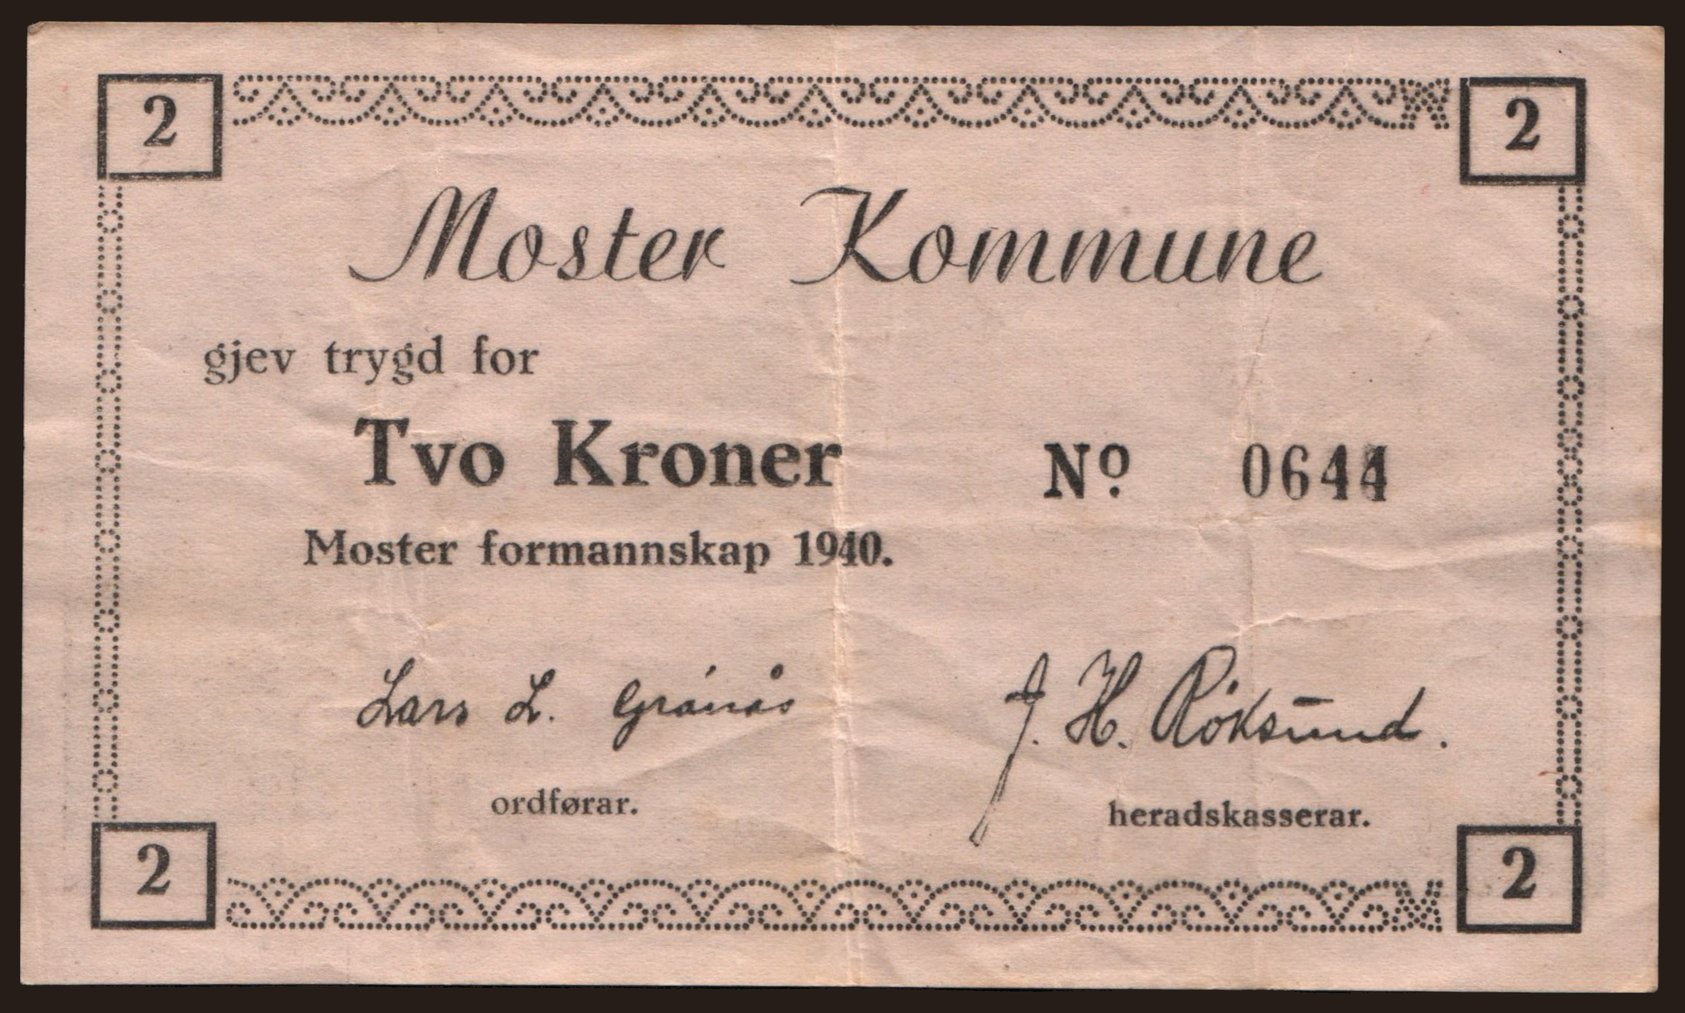 2 2
Moster Kommune
gjev trygd for
Tvo Kroner Nº 0644
Moster formannskap 1940.
Lars L. Grånås J. H. Røksund.
ordførar. heradskasserar.
2 2